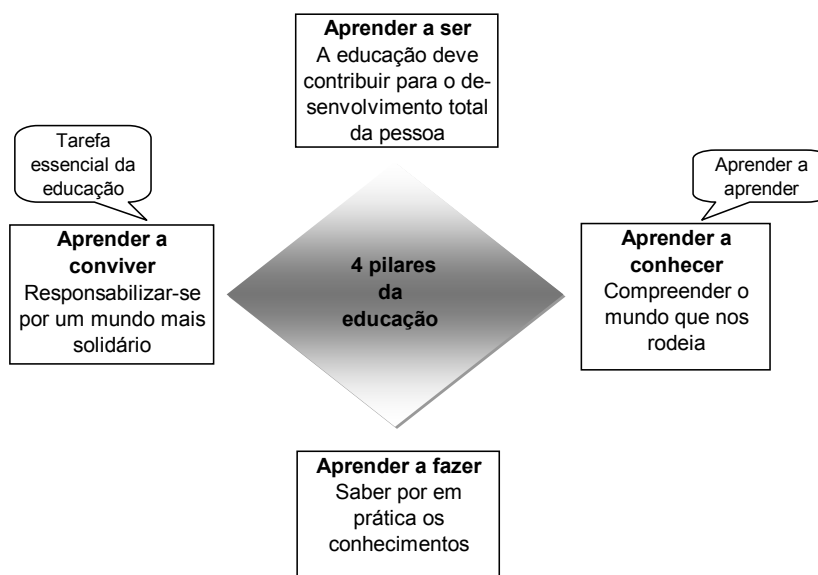 Aprender a ser
A educação deve
contribuir para o de-
senvolvimento total
da pessoa
Tarefa
essencial da
educação
Aprender a
aprender
Aprender a
conviver
Responsabilizar-se
por um mundo mais
solidário
4 pilares
da
educação
Aprender a
conhecer
Compreender o
mundo que nos
rodeia
Aprender a fazer
Saber por em
prática os
conhecimentos